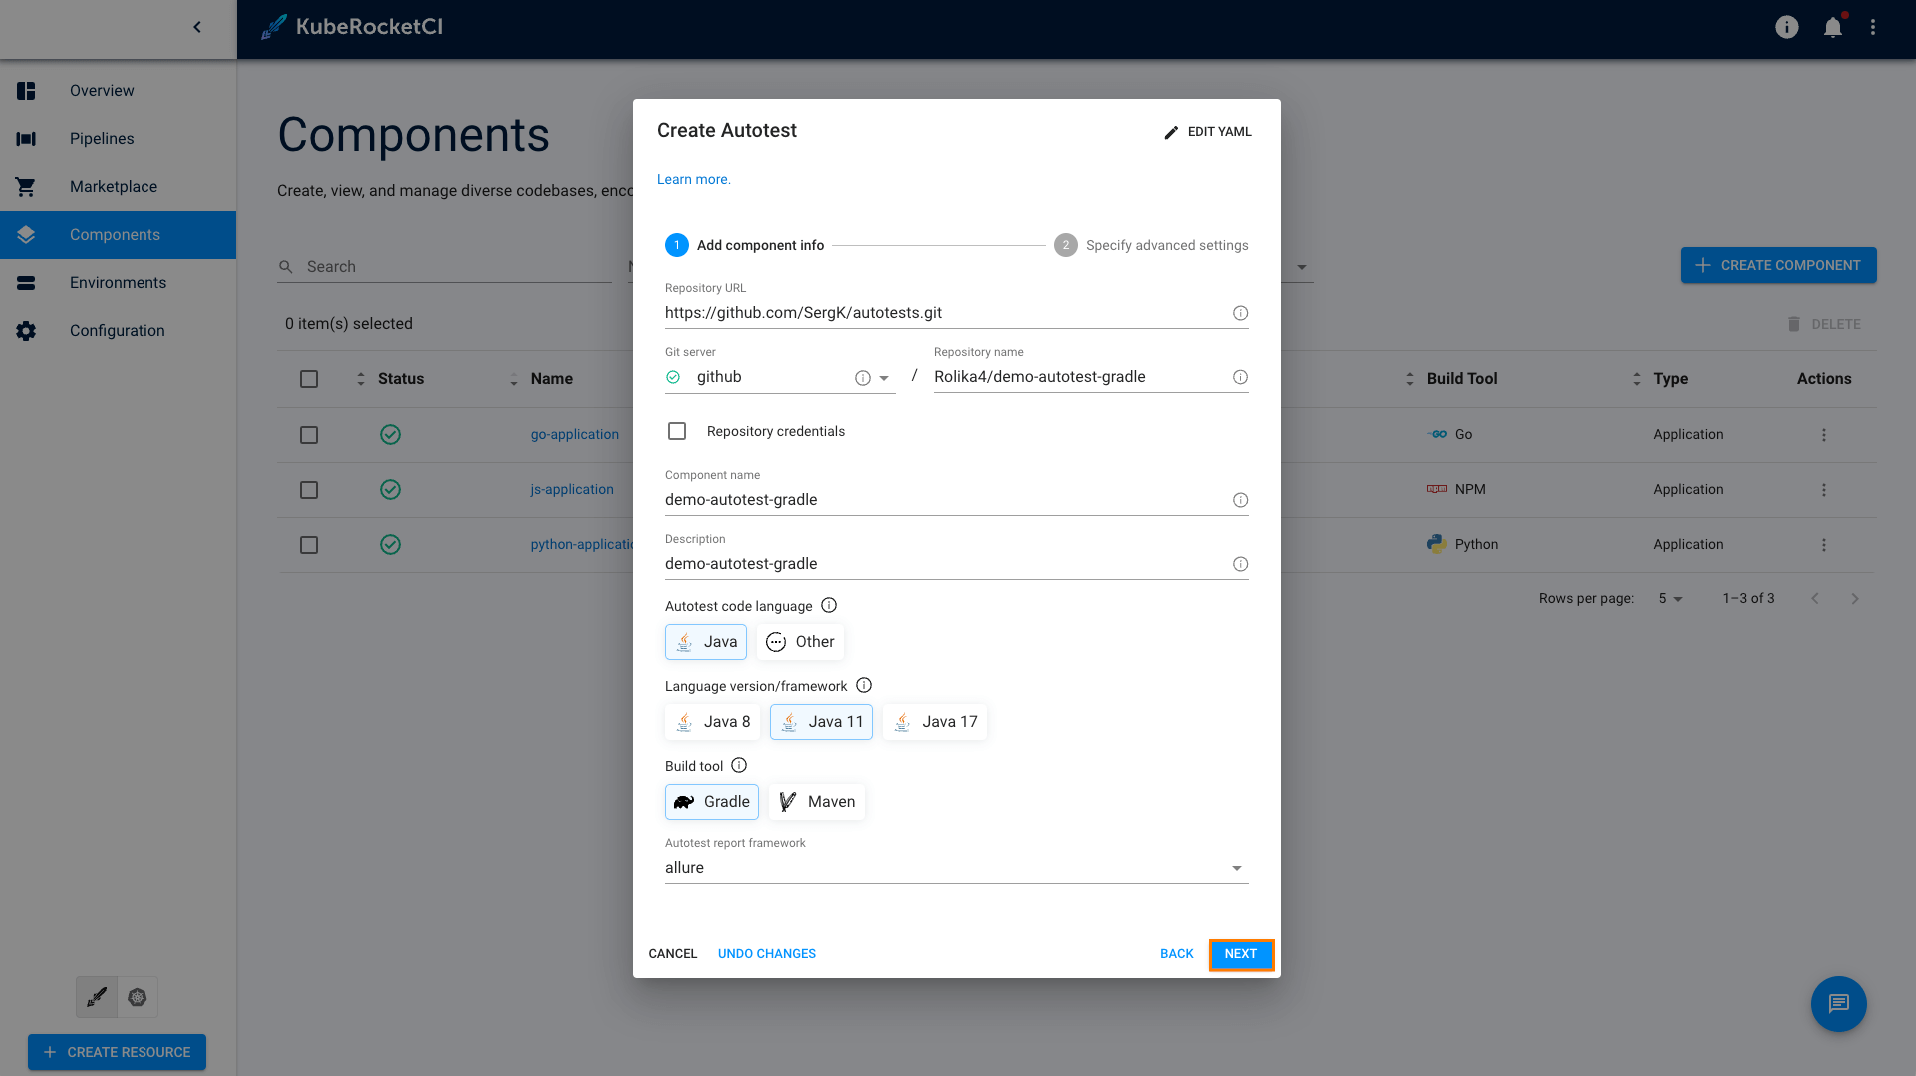 KubeRocketCI
Overview
Pipelines
Marketplace
Components
Environments
Configuration
CREATE RESOURCE
Components
Create, view, and manage diverse codebases, enco
Search
CREATE COMPONENT
0 item(s) selected
DELETE
Status
Name
Build Tool
Type
Actions
go-application
Go
Application
js-application
NPM
Application
python-applicatio
Python
Application
Rows per page:
5
1–3 of 3
Create Autotest
EDIT YAML
Learn more.
1
Add component info
2
Specify advanced settings
Repository URL
https://github.com/SergK/autotests.git
Git server
github
/
Repository name
Rolika4/demo-autotest-gradle
Repository credentials
Component name
demo-autotest-gradle
Description
demo-autotest-gradle
Autotest code language
Java
Other
Language version/framework
Java 8
Java 11
Java 17
Build tool
Gradle
Maven
Autotest report framework
allure
CANCEL
UNDO CHANGES
BACK
NEXT